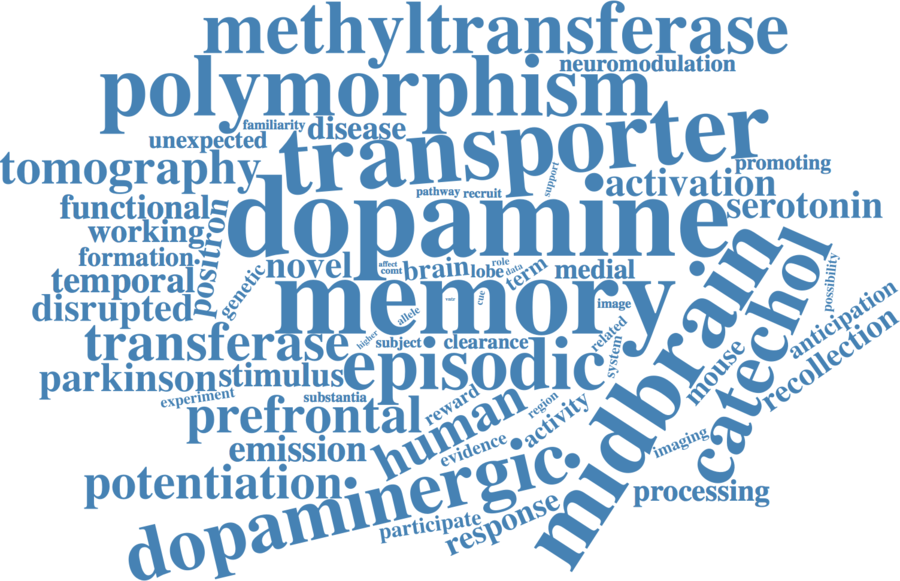 methyltransferase
neuromodulation
polymorphism
familiarity
disease
unexpected
transporter
tomography
promoting
support
pathway
recruit
activation
functional
dopamine
serotonin
working
positron
formation
novel
affect
comt
brain
lobe
role
data
term
medial
temporal
genetic
disrupted
memory
vute
cue
image
possibility
allele
higher
subject
clearance
related
system
transferase
midbrain
catechol
anticipation
mouse
recollection
parkinson
stimulus
episodic
experiment
substantia
prefrontal
reward
human
region
activity
emission
evidence
imaging
potentiation
dopaminergic
participate
response
processing